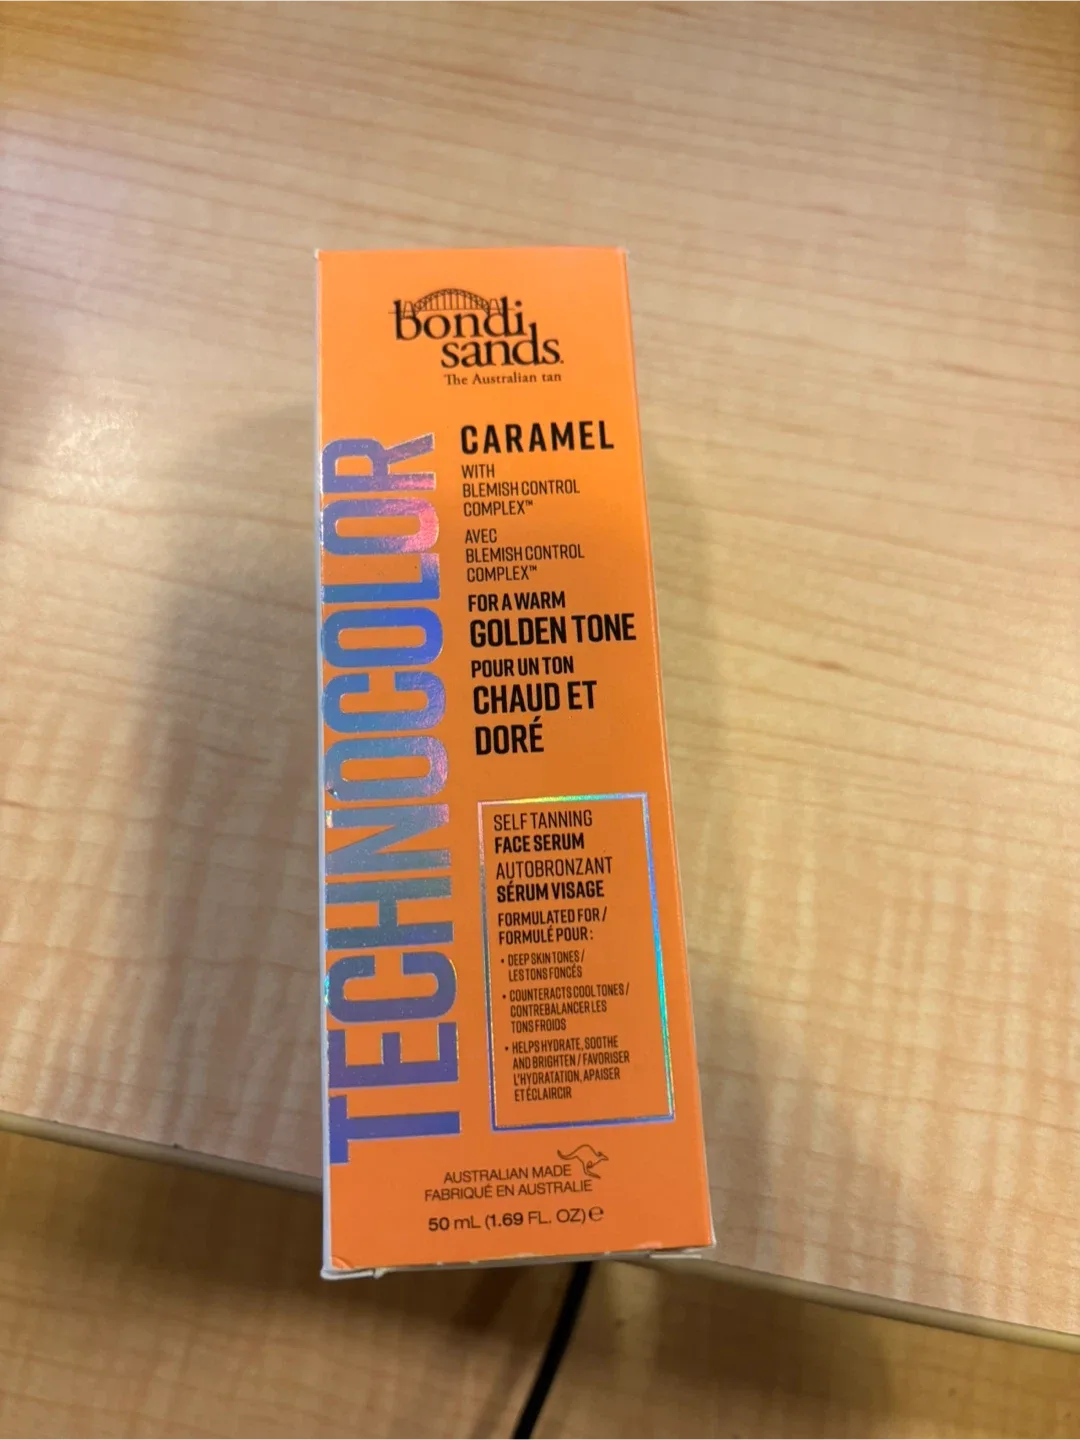 bondi
sands.
The Australian tan
TECHNOCOLOR
CARAMEL
WITH
BLEMISH CONTROL
COMPLEX™
AVEC
BLEMISH CONTROL
COMPLEX™
FOR A WARM
GOLDEN TONE
POUR UN TON
CHAUD ET
DORÉ
SELF TANNING
FACE SERUM
AUTOBRONZANT
SÉRUM VISAGE
FORMULATED FOR /
FORMULÉ POUR :
• DEEP SKIN TONES /
LES TONS FONCÉS
• COUNTERACTS COOL TONES /
CONTREBALANCER LES
TONS FROIDS
• HELPS HYDRATE, SOOTHE
AND BRIGHTEN / FAVORISER
L'HYDRATATION, APAISER
ET ÉCLAIRCIR
AUSTRALIAN MADE
FABRIQUÉ EN AUSTRALIE
50 mL (1.69 FL. OZ) ℮